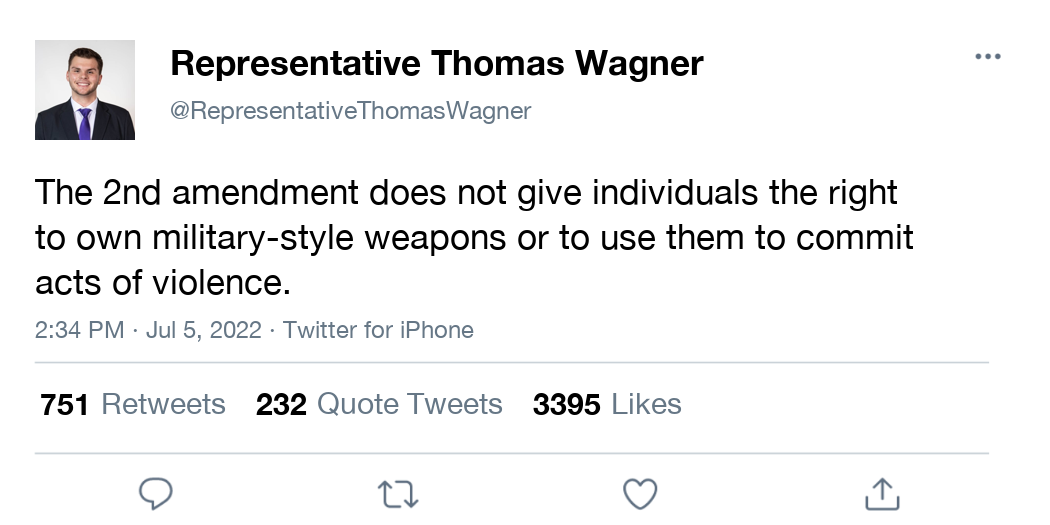 Representative Thomas Wagner
@RepresentativeThomasWagner
The 2nd amendment does not give individuals the right
to own military-style weapons or to use them to commit
acts of violence.
2:34 PM · Jul 5, 2022 · Twitter for iPhone
751 Retweets 232 Quote Tweets 3395 Likes